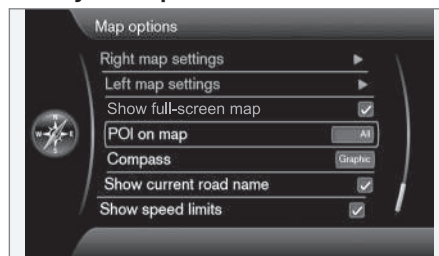 Map options
Right map settings
Left map settings
Show full-screen map
POI on map All
Compass Graphic
Show current road name
Show speed limits
N
W E
S